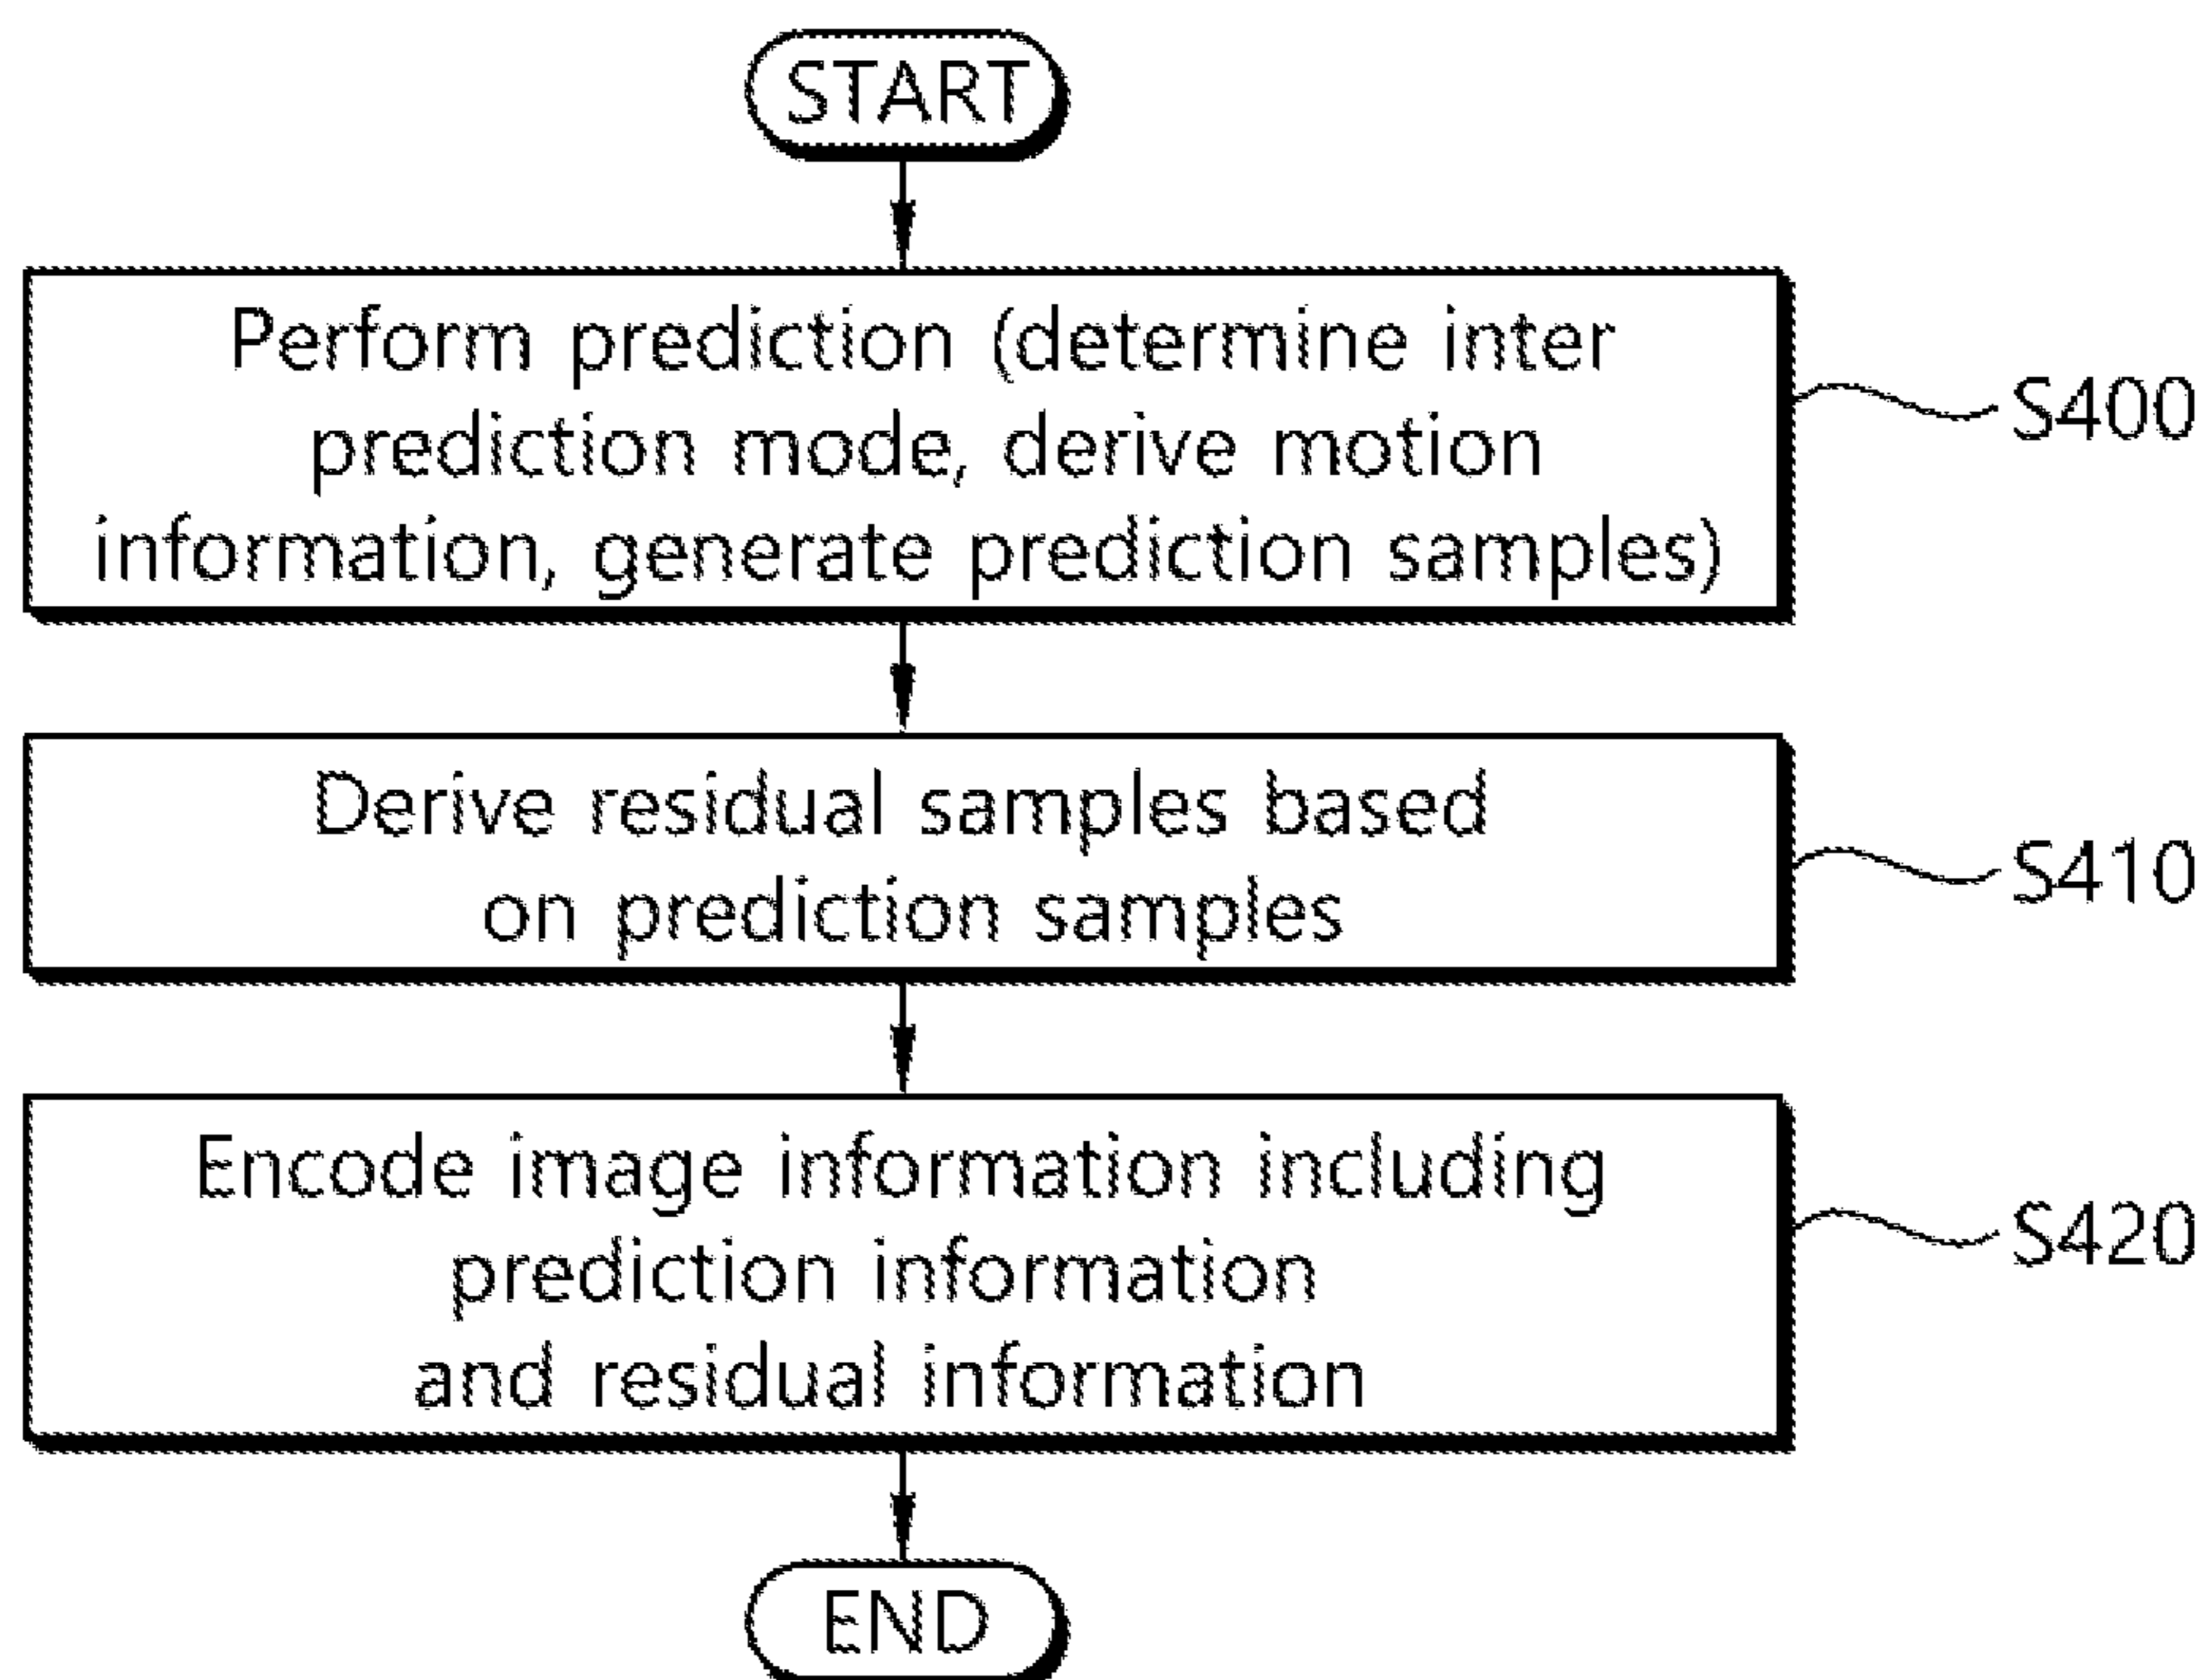 START
Perform prediction (determine inter
prediction mode, derive motion
information, generate prediction samples)
S400
Derive residual samples based
on prediction samples
S410
Encode image information including
prediction information
and residual information
S420
END